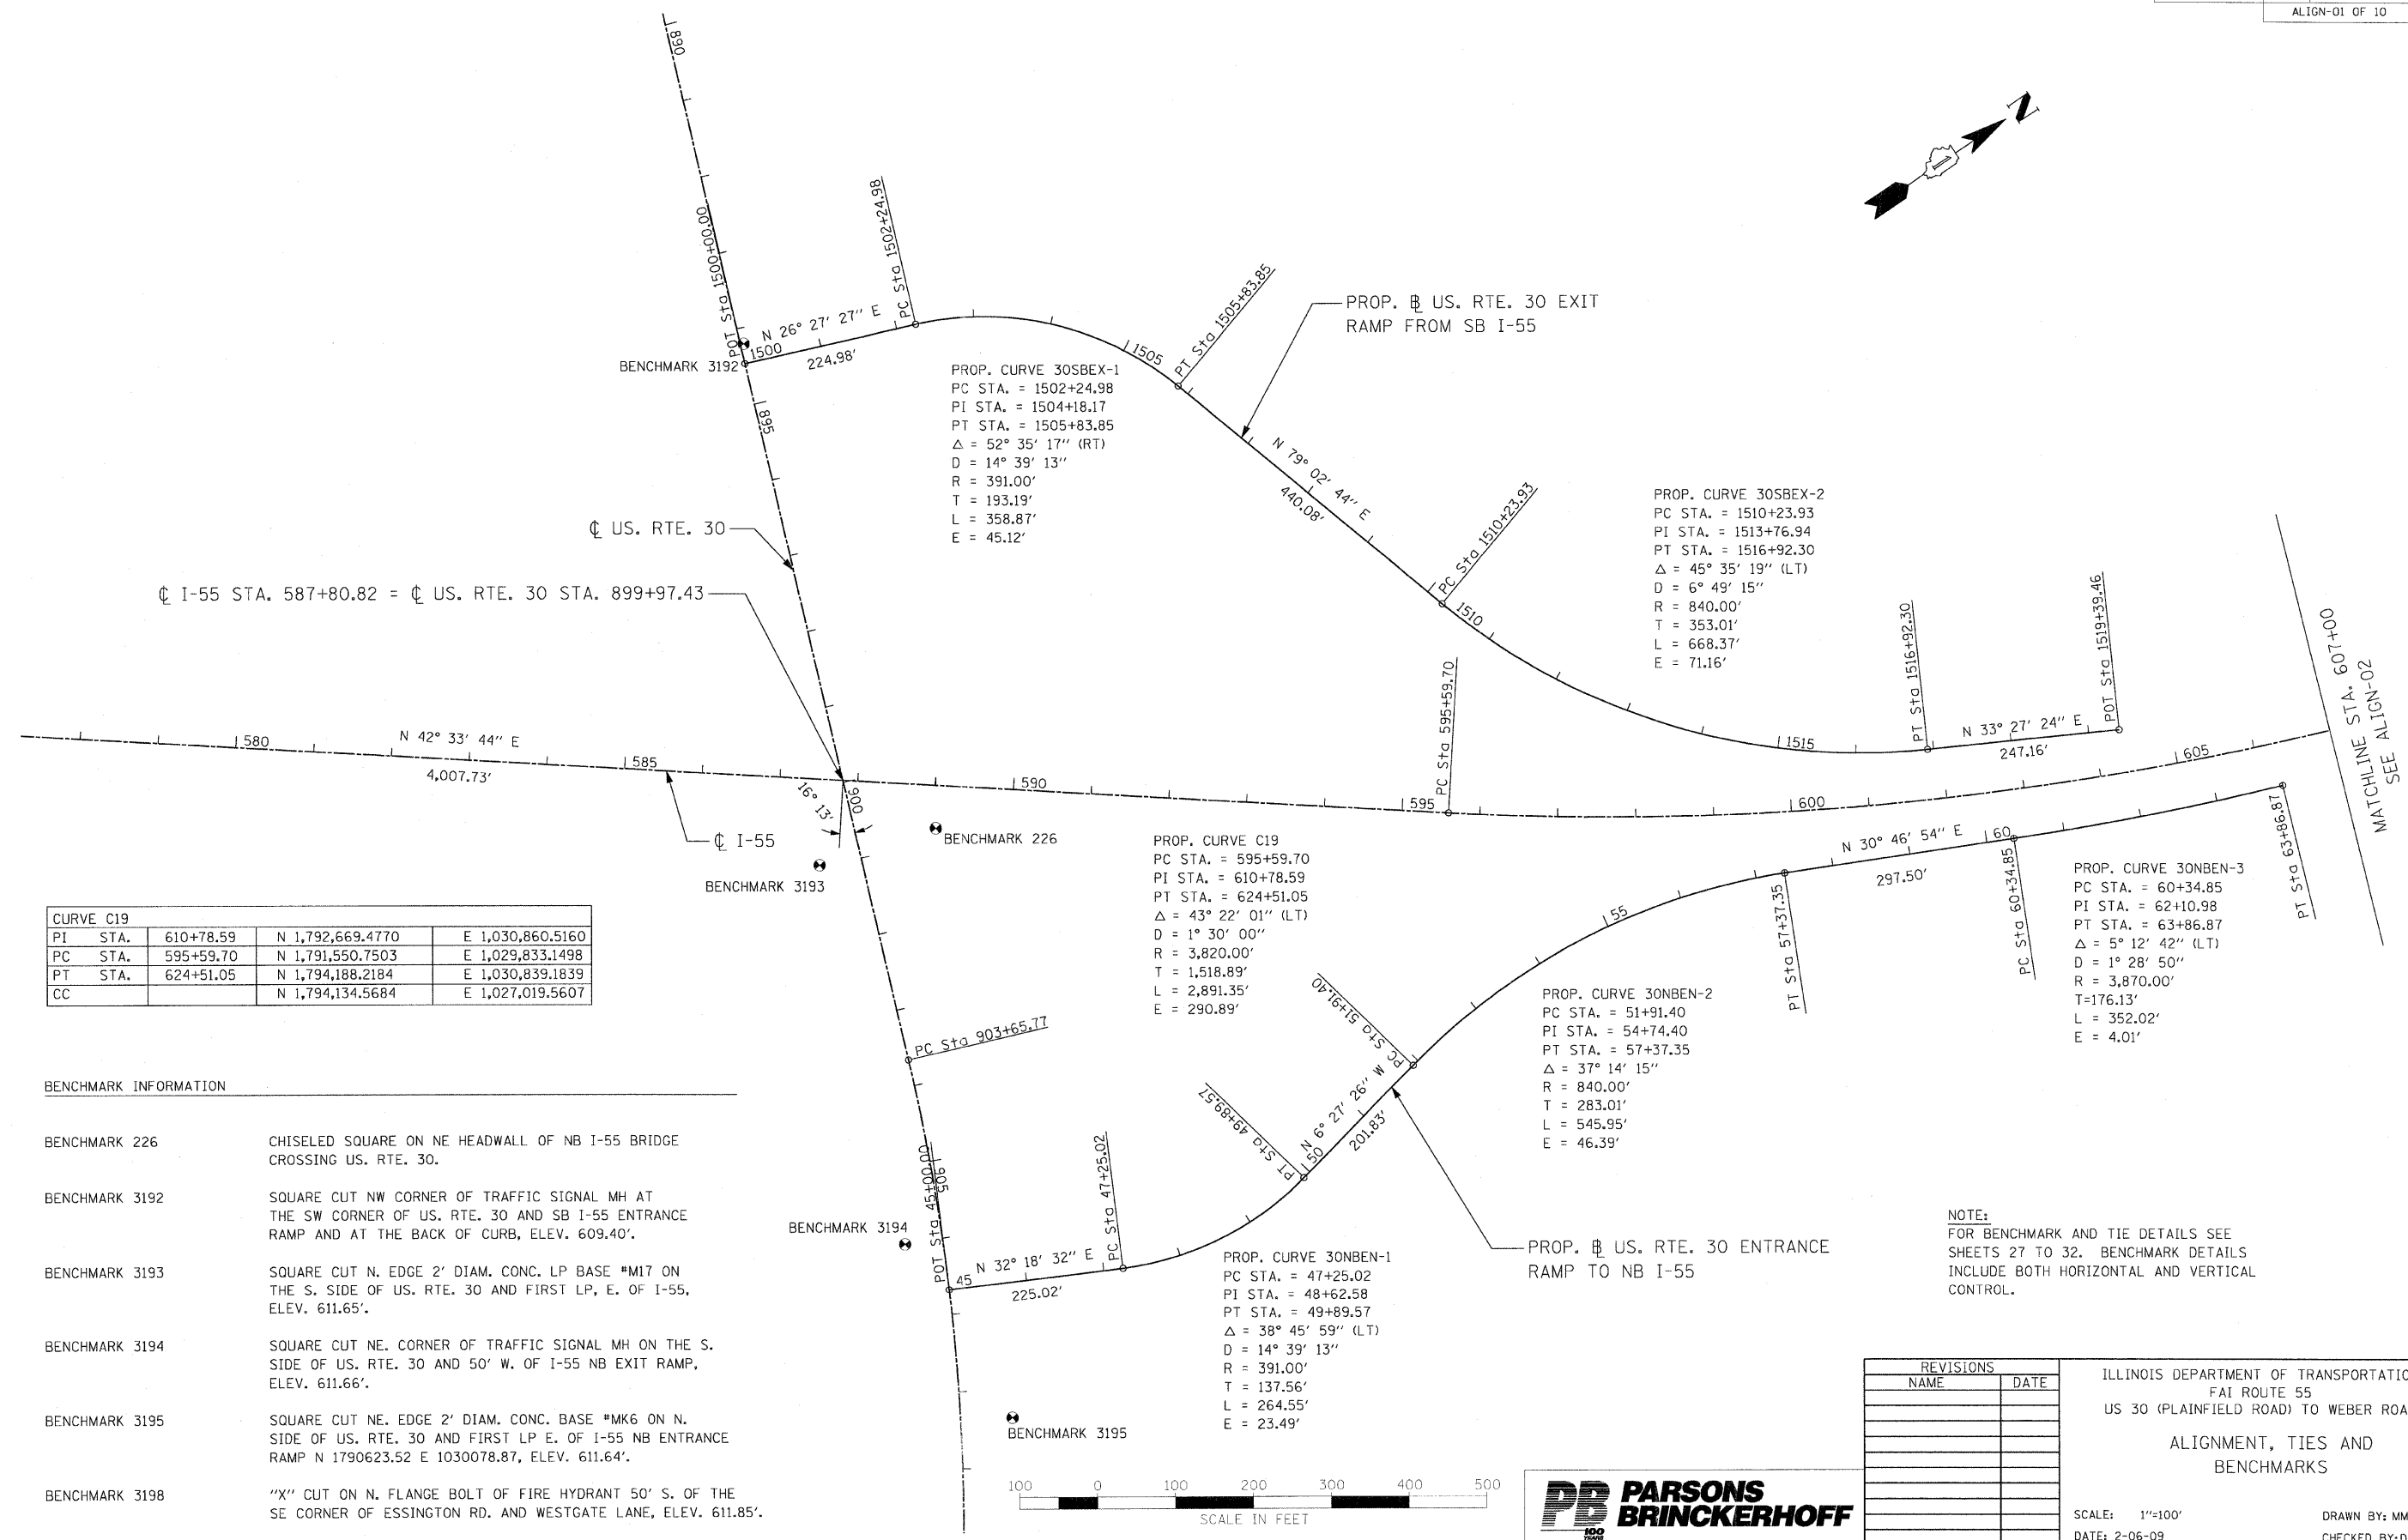 ALIGN-01 OF 10
890
N
1
POT Sta 1500+00.00
PC Sta 1502+24.98
N 26° 27' 27" E
1500
224.98'
BENCHMARK 3192
1505
PT Sta 1505+83.85
PROP. ℄ US. RTE. 30 EXIT
RAMP FROM SB I-55
PROP. CURVE 30SBEX-1
PC STA. = 1502+24.98
PI STA. = 1504+18.17
PT STA. = 1505+83.85
Δ = 52° 35' 17" (RT)
D = 14° 39' 13"
R = 391.00'
T = 193.19'
L = 358.87'
E = 45.12'
895
N 79° 02' 44" E
440.08'
PC Sta 1510+23.93
1510
PROP. CURVE 30SBEX-2
PC STA. = 1510+23.93
PI STA. = 1513+76.94
PT STA. = 1516+92.30
Δ = 45° 35' 19" (LT)
D = 6° 49' 15"
R = 840.00'
T = 353.01'
L = 668.37'
E = 71.16'
℄ US. RTE. 30
℄ I-55 STA. 587+80.82 = ℄ US. RTE. 30 STA. 899+97.43
PT Sta 1516+92.30
POT Sta 1519+39.46
1515
N 33° 27' 24" E
247.16'
MATCHLINE STA. 607+00
SEE ALIGN-02
580
N 42° 33' 44" E
4,007.73'
585
590
595
PC Sta 595+59.70
600
605
16° 13'
900
℄ I-55
BENCHMARK 226
BENCHMARK 3193
PROP. CURVE C19
PC STA. = 595+59.70
PI STA. = 610+78.59
PT STA. = 624+51.05
Δ = 43° 22' 01" (LT)
D = 1° 30' 00"
R = 3,820.00'
T = 1,518.89'
L = 2,891.35'
E = 290.89'
N 30° 46' 54" E
297.50'
60
PT Sta 63+86.87
PC Sta 60+34.85
PT Sta 57+37.35
55
PROP. CURVE 30NBEN-3
PC STA. = 60+34.85
PI STA. = 62+10.98
PT STA. = 63+86.87
Δ = 5° 12' 42" (LT)
D = 1° 28' 50"
R = 3,870.00'
T=176.13'
L = 352.02'
E = 4.01'
CURVE C19
PI STA. 610+78.59 N 1,792,669.4770 E 1,030,860.5160
PC STA. 595+59.70 N 1,791,550.7503 E 1,029,833.1498
PT STA. 624+51.05 N 1,794,188.2184 E 1,030,839.1839
CC N 1,794,134.5684 E 1,027,019.5607
PROP. CURVE 30NBEN-2
PC STA. = 51+91.40
PI STA. = 54+74.40
PT STA. = 57+37.35
Δ = 37° 14' 15"
R = 840.00'
T = 283.01'
L = 545.95'
E = 46.39'
PC Sta 903+65.77
PC Sta 51+91.40
PT Sta 49+89.57
N 6° 27' 26" W
50
201.83'
BENCHMARK INFORMATION
BENCHMARK 226 CHISELED SQUARE ON NE HEADWALL OF NB I-55 BRIDGE
CROSSING US. RTE. 30.
BENCHMARK 3192 SQUARE CUT NW CORNER OF TRAFFIC SIGNAL MH AT
THE SW CORNER OF US. RTE. 30 AND SB I-55 ENTRANCE
RAMP AND AT THE BACK OF CURB, ELEV. 609.40'.
BENCHMARK 3193 SQUARE CUT N. EDGE 2' DIAM. CONC. LP BASE #M17 ON
THE S. SIDE OF US. RTE. 30 AND FIRST LP, E. OF I-55,
ELEV. 611.65'.
BENCHMARK 3194 SQUARE CUT NE. CORNER OF TRAFFIC SIGNAL MH ON THE S.
SIDE OF US. RTE. 30 AND 50' W. OF I-55 NB EXIT RAMP,
ELEV. 611.66'.
BENCHMARK 3195 SQUARE CUT NE. EDGE 2' DIAM. CONC. BASE #MK6 ON N.
SIDE OF US. RTE. 30 AND FIRST LP E. OF I-55 NB ENTRANCE
RAMP N 1790623.52 E 1030078.87, ELEV. 611.64'.
BENCHMARK 3198 "X" CUT ON N. FLANGE BOLT OF FIRE HYDRANT 50' S. OF THE
SE CORNER OF ESSINGTON RD. AND WESTGATE LANE, ELEV. 611.85'.
905
POT Sta 45+00.00
PC Sta 47+25.02
BENCHMARK 3194
45
N 32° 18' 32" E
225.02'
PROP. CURVE 30NBEN-1
PC STA. = 47+25.02
PI STA. = 48+62.58
PT STA. = 49+89.57
Δ = 38° 45' 59" (LT)
D = 14° 39' 13"
R = 391.00'
T = 137.56'
L = 264.55'
E = 23.49'
PROP. ℄ US. RTE. 30 ENTRANCE
RAMP TO NB I-55
NOTE:
FOR BENCHMARK AND TIE DETAILS SEE
SHEETS 27 TO 32. BENCHMARK DETAILS
INCLUDE BOTH HORIZONTAL AND VERTICAL
CONTROL.
BENCHMARK 3195
100 0 100 200 300 400 500
SCALE IN FEET
PB PARSONS
BRINCKERHOFF
100
YEARS
REVISIONS
NAME DATE
ILLINOIS DEPARTMENT OF TRANSPORTATIO
FAI ROUTE 55
US 30 (PLAINFIELD ROAD) TO WEBER ROA
ALIGNMENT, TIES AND
BENCHMARKS
SCALE: 1"=100'
DRAWN BY: M
DATE: 2-06-09
CHECKED BY: